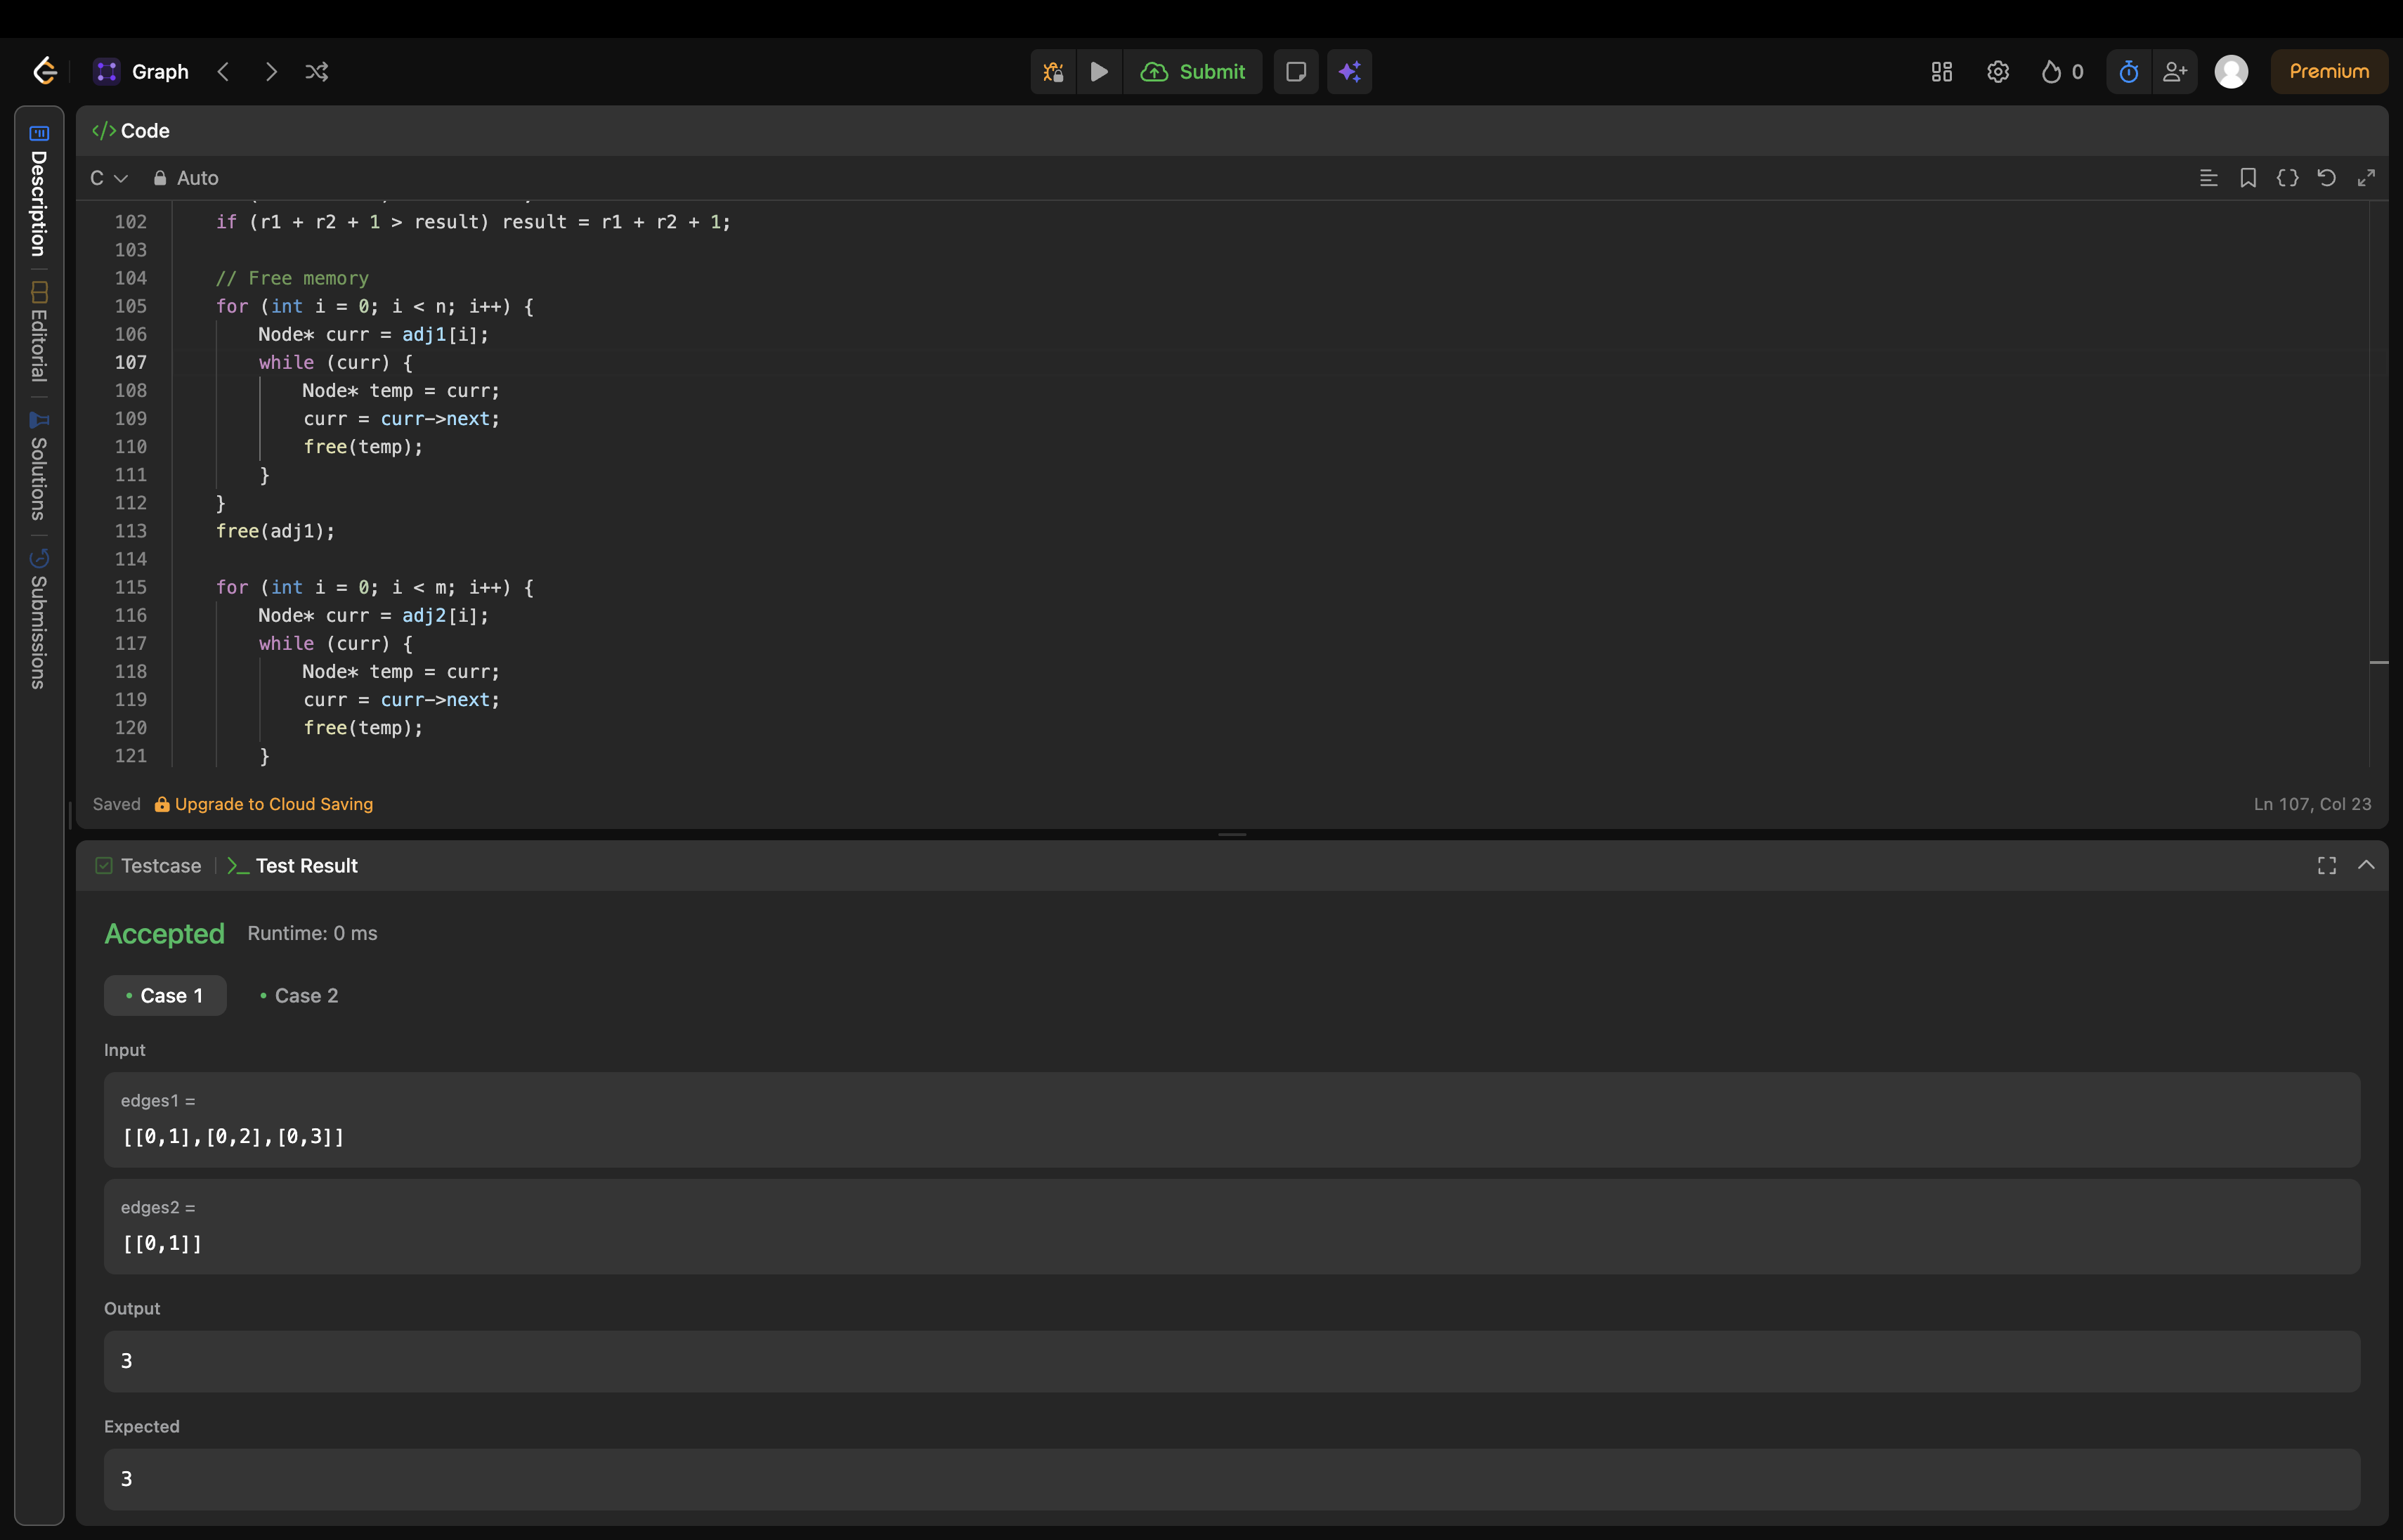 Graph
Submit
0
Premium
Description
Editorial
Solutions
Submissions
</> Code
C
Auto
102 if (r1 + r2 + 1 > result) result = r1 + r2 + 1;
103
104 // Free memory
105 for (int i = 0; i < n; i++) {
106 Node* curr = adj1[i];
107 while (curr) {
108 Node* temp = curr;
109 curr = curr->next;
110 free(temp);
111 }
112 }
113 free(adj1);
114
115 for (int i = 0; i < m; i++) {
116 Node* curr = adj2[i];
117 while (curr) {
118 Node* temp = curr;
119 curr = curr->next;
120 free(temp);
121 }
Saved Upgrade to Cloud Saving
Ln 107, Col 23
Testcase
Test Result
Accepted Runtime: 0 ms
Case 1
Case 2
Input
edges1 =
[[0,1],[0,2],[0,3]]
edges2 =
[[0,1]]
Output
3
Expected
3